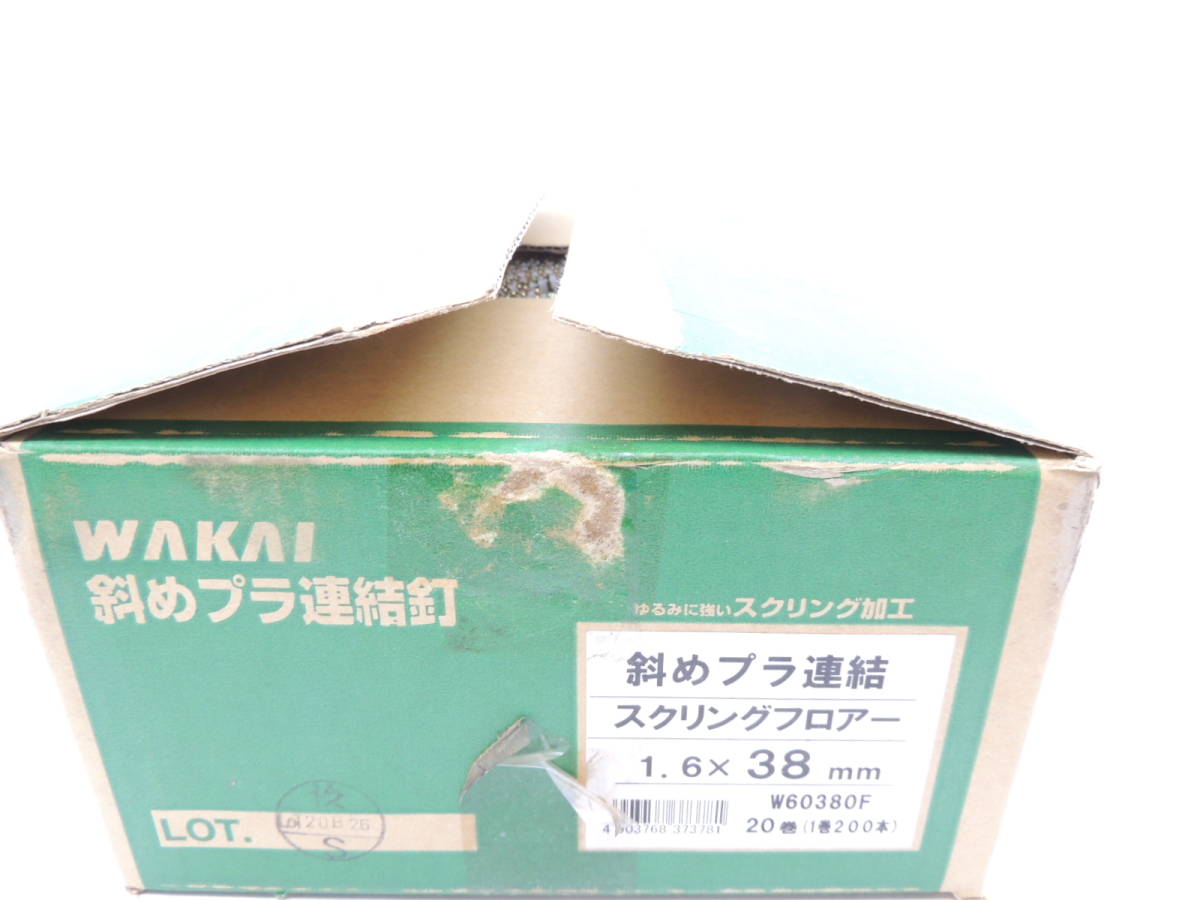 WAKAI
斜めプラ連結釘
ゆるみに強いスクリング加工
斜めプラ連結
スクリングフロアー
1.6× 38 mm
W60380F
20巻(1巻200本)
373781
LOT.
S